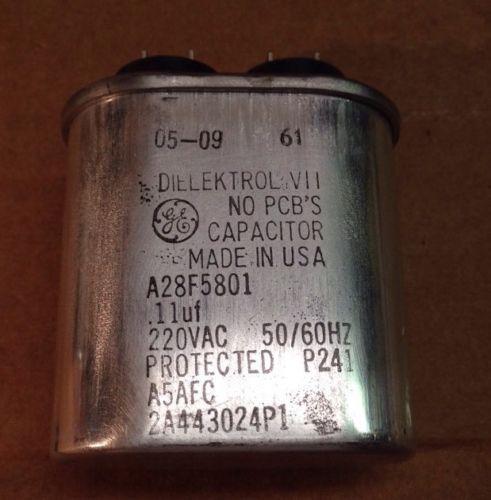 05-09 61
DIELEKTROL VII
GE NO PCB'S
CAPACITOR
MADE IN USA
A28F5801
.11uf
220VAC 50/60HZ
PROTECTED P241
A5AFC
2A443024P1